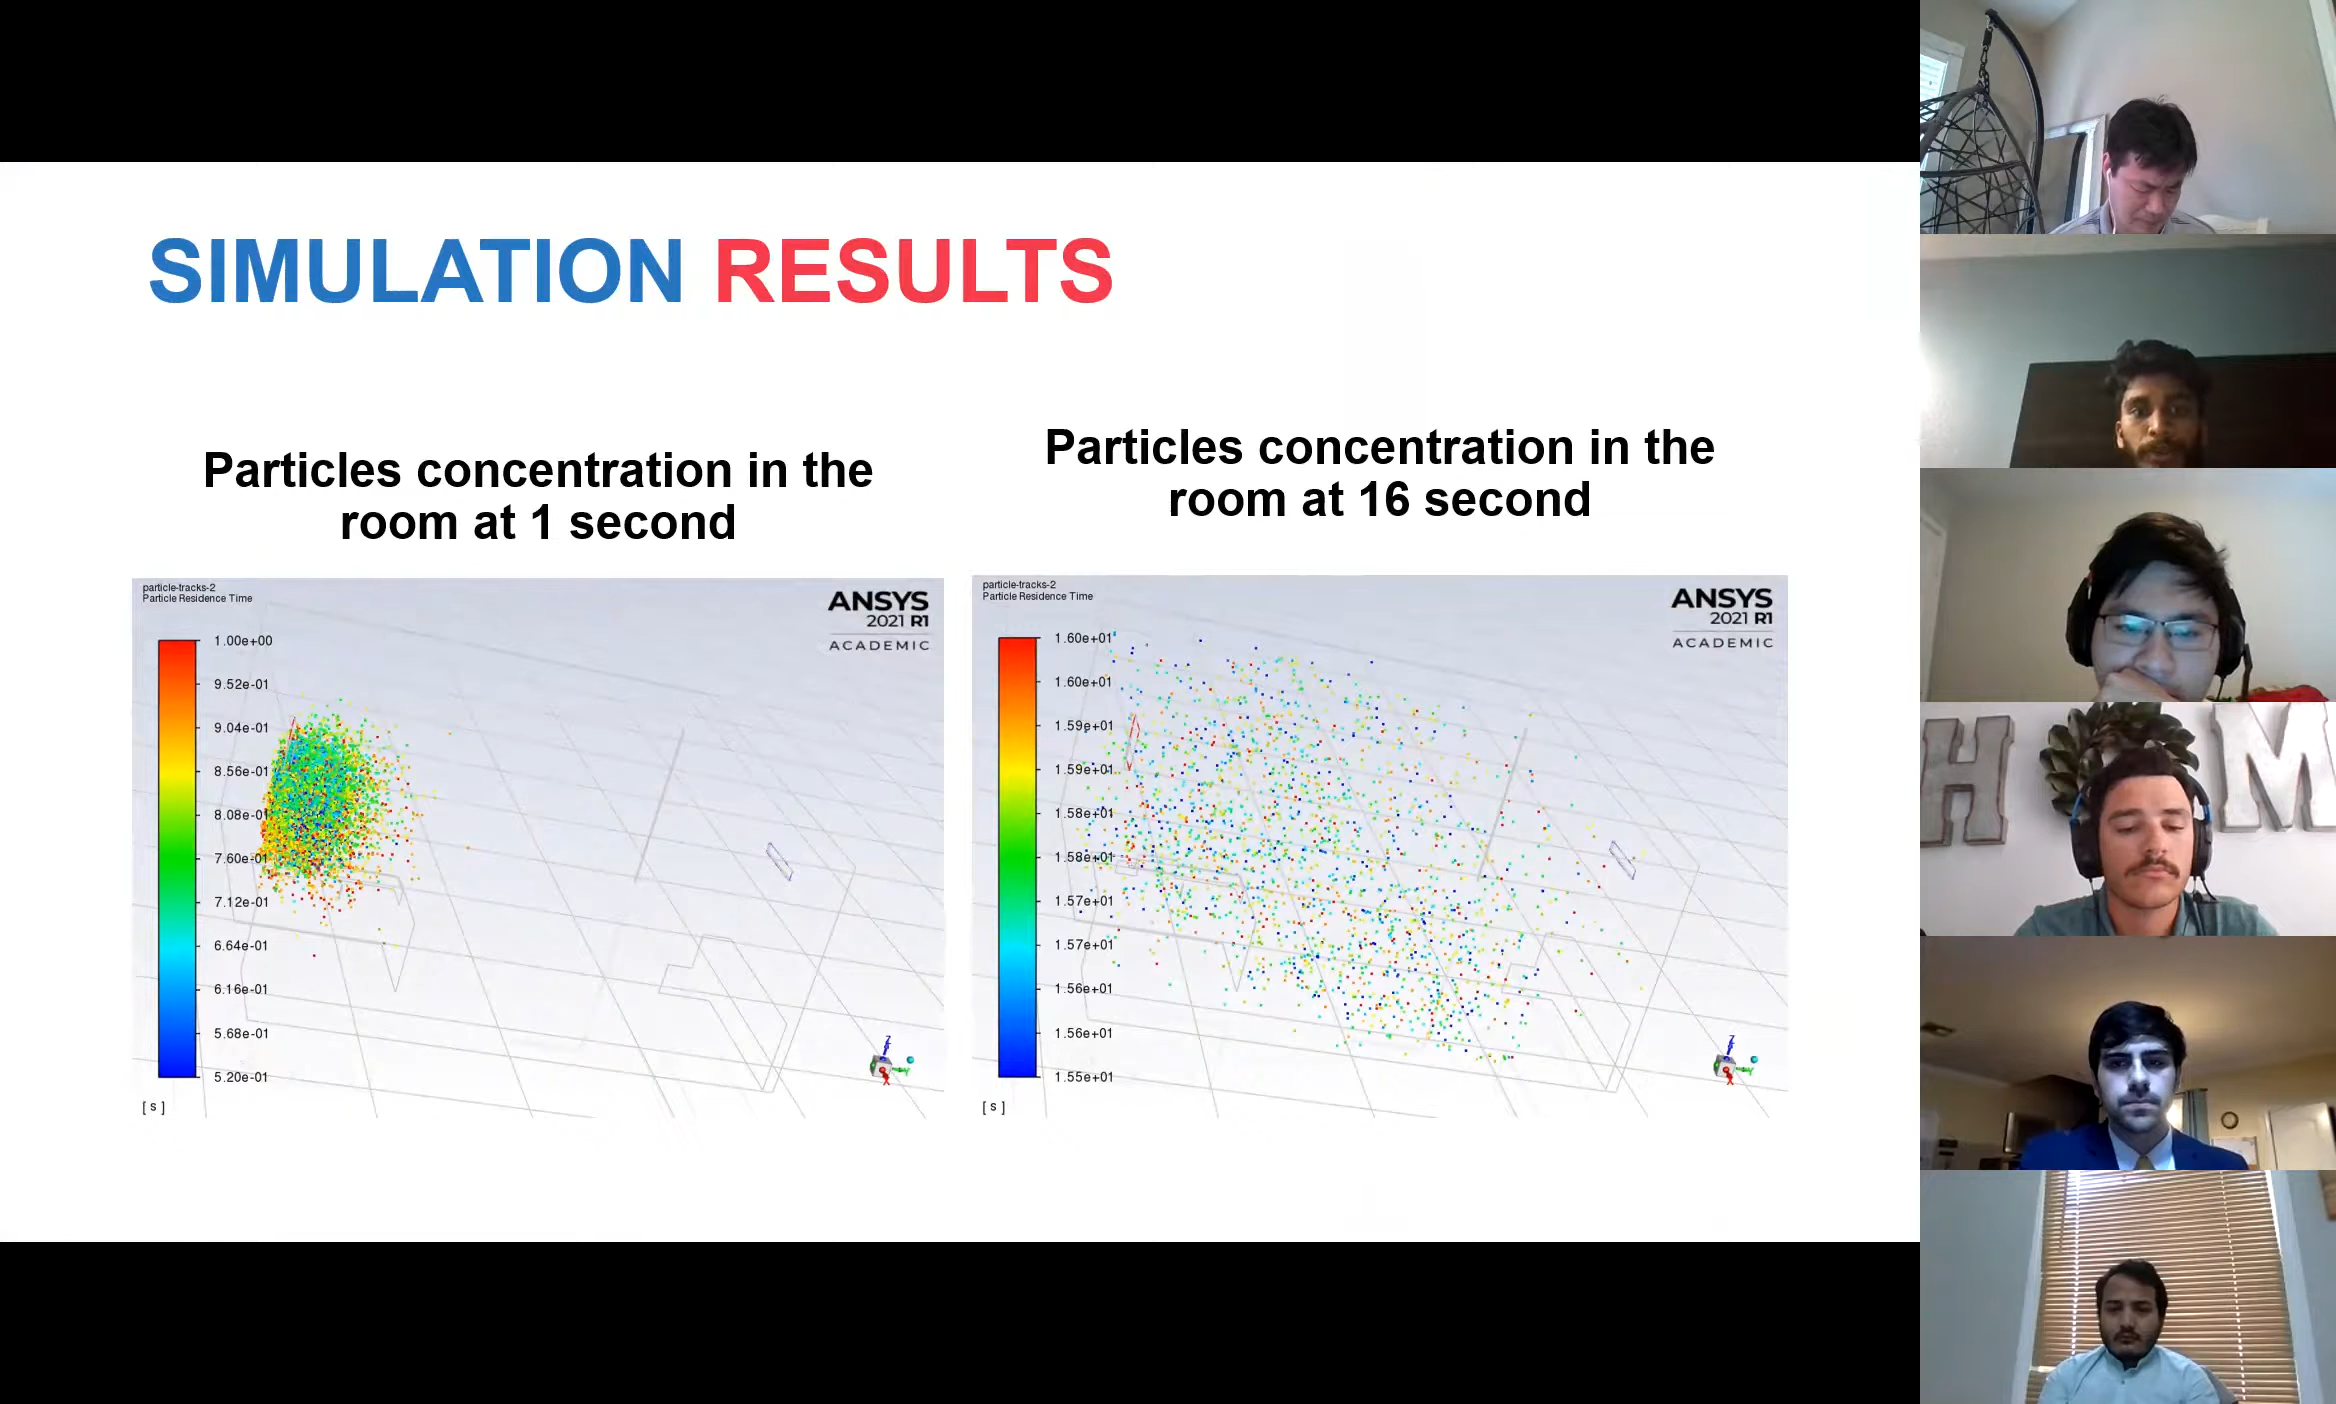 SIMULATION RESULTS
Particles concentration in the
room at 1 second
Particles concentration in the
room at 16 second
particle-tracks-2
Particle Residence Time
ANSYS
2021 R1
ACADEMIC
1.00e+00
9.52e-01
9.04e-01
8.56e-01
8.08e-01
7.60e-01
7.12e-01
6.64e-01
6.16e-01
5.68e-01
5.20e-01
[ s ]
Z
Y
X
particle-tracks-2
Particle Residence Time
ANSYS
2021 R1
ACADEMIC
1.60e+01
1.60e+01
1.59e+01
1.59e+01
1.58e+01
1.58e+01
1.57e+01
1.57e+01
1.56e+01
1.56e+01
1.55e+01
[ s ]
Z
Y
X
H M